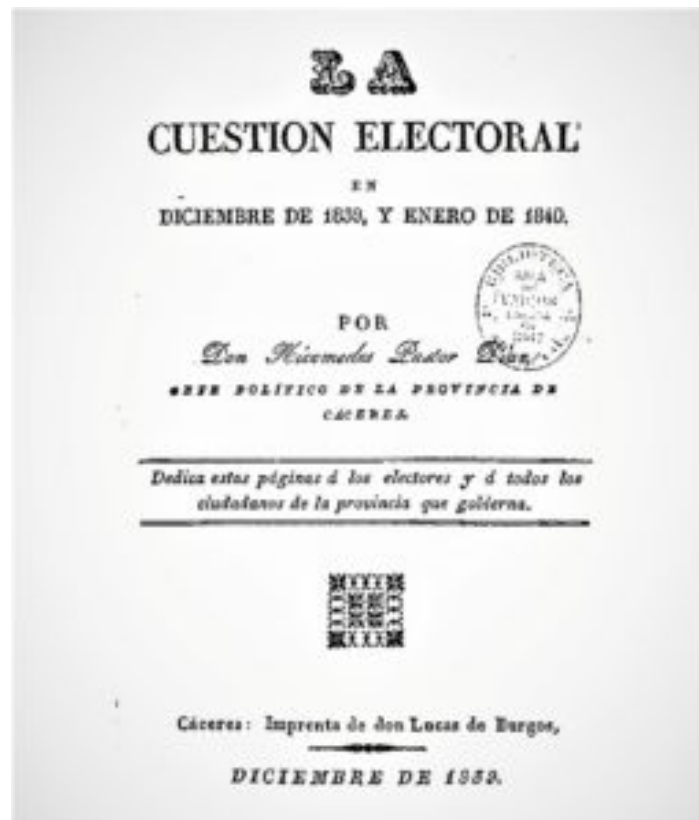 LA
CUESTION ELECTORAL
EN
DICIEMBRE DE 1839, Y ENERO DE 1840.
BIBLIOTECA
POR
Don Nicomedes Pastor Diaz,
GEFE POLÍTICO DE LA PROVINCIA DE
CACERES.
Dedica estas páginas á los electores y á todos los
ciudadanos de la provincia que gobierna.
Cáceres: Imprenta de don Lucas de Burgos,
DICIEMBRE DE 1839.